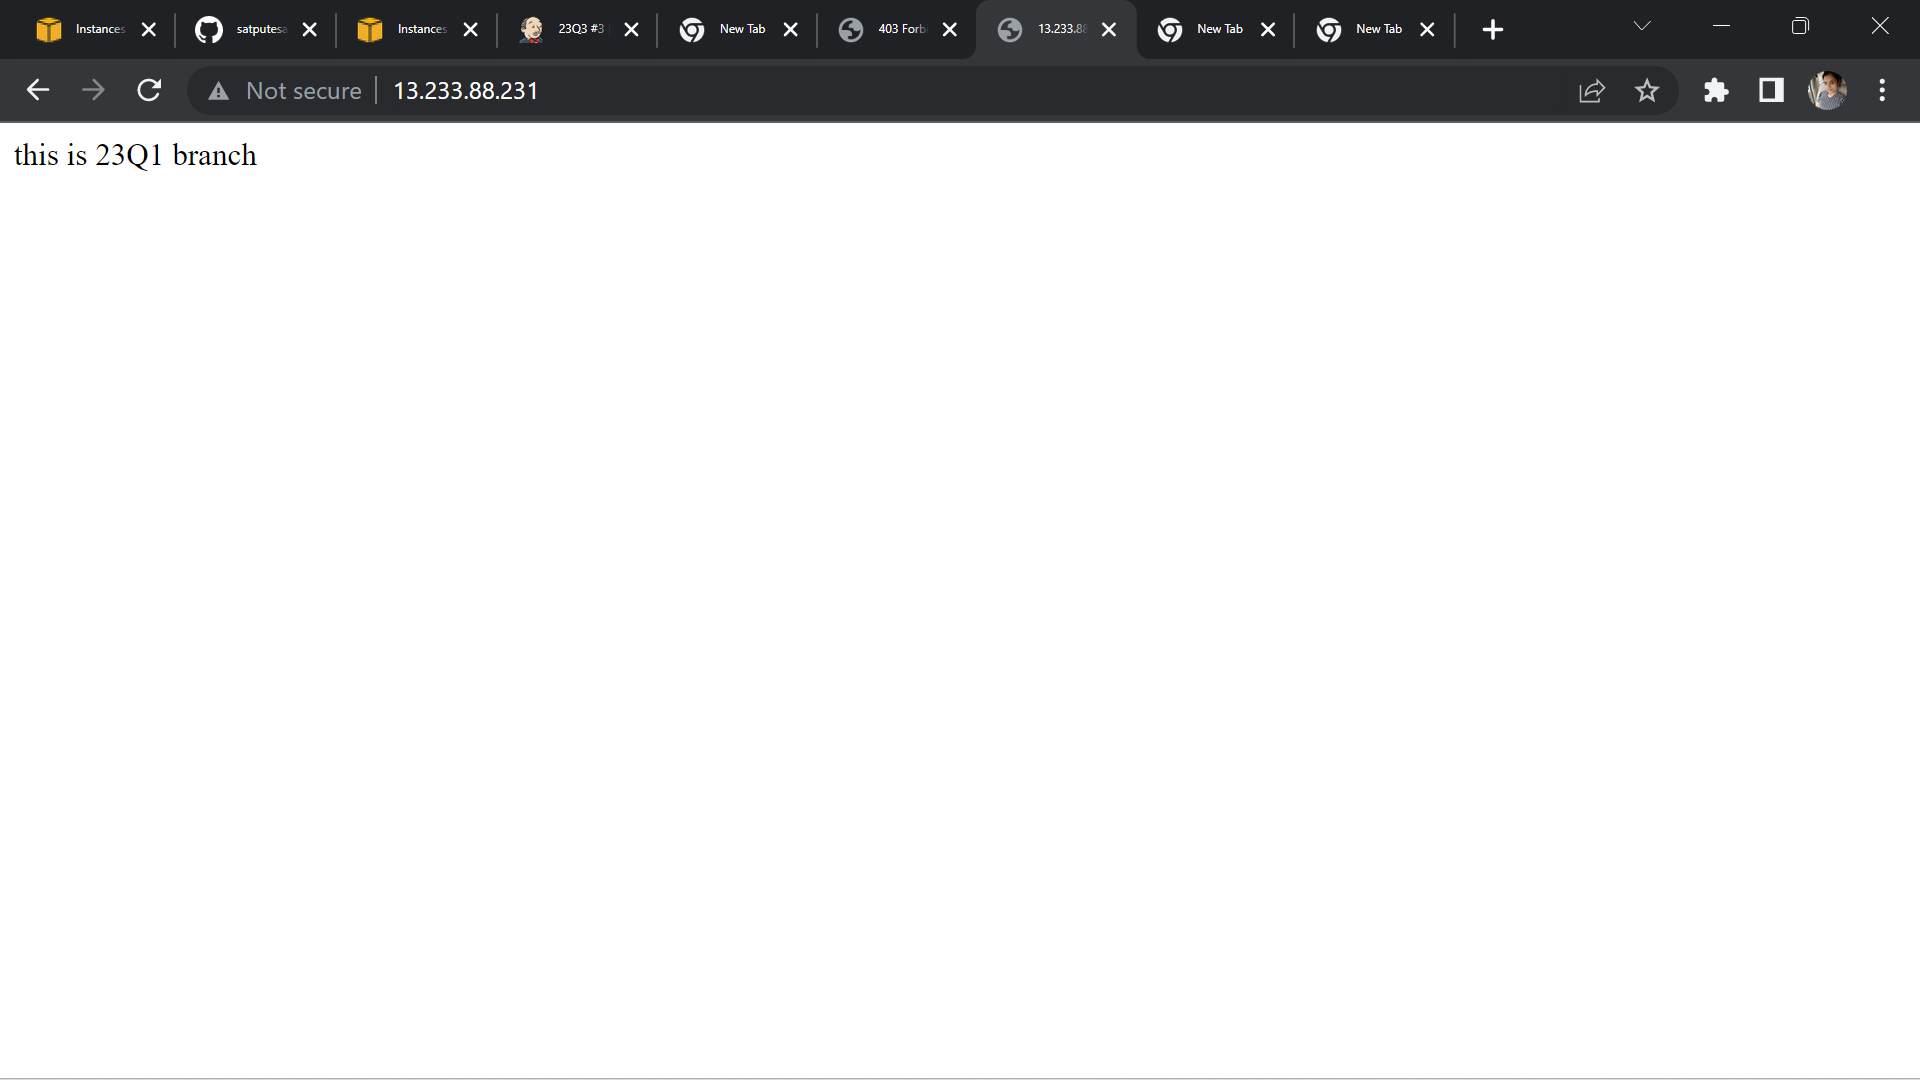 Instances
satputesa
Instances
23Q3 #3
New Tab
403 Forb
13.233.88
New Tab
New Tab
Not secure
13.233.88.231
this is 23Q1 branch